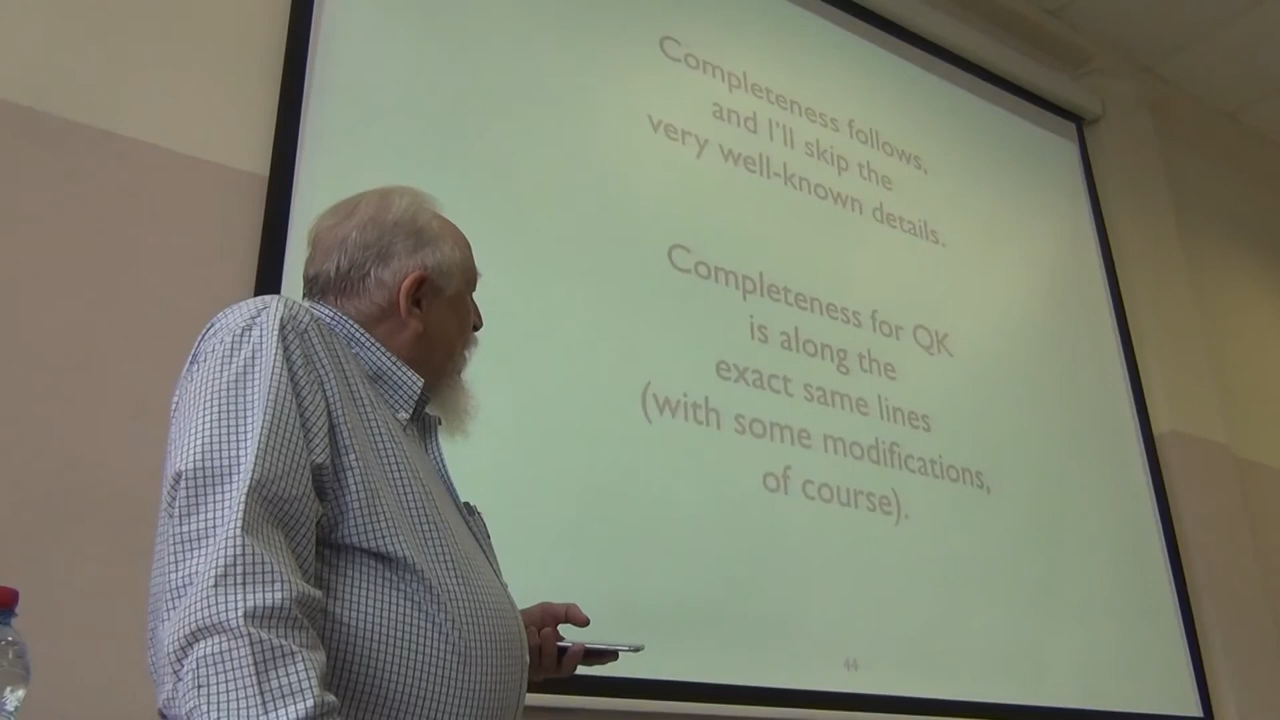 Completeness follows,
and I'll skip the
very well-known details.
Completeness for QK
is along the
exact same lines
(with some modifications,
of course).
44